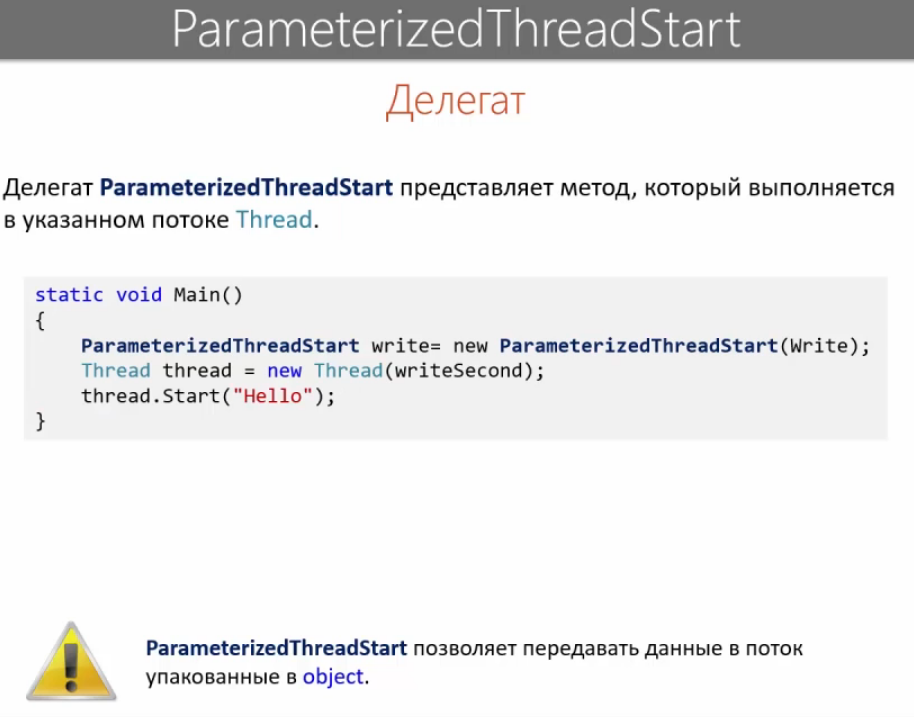 ParameterizedThreadStart
Делегат
Делегат ParameterizedThreadStart представляет метод, который выполняется
в указанном потоке Thread.
static void Main()
{
    ParameterizedThreadStart write= new ParameterizedThreadStart(Write);
    Thread thread = new Thread(writeSecond);
    thread.Start("Hello");
}
ParameterizedThreadStart позволяет передавать данные в поток
упакованные в object.